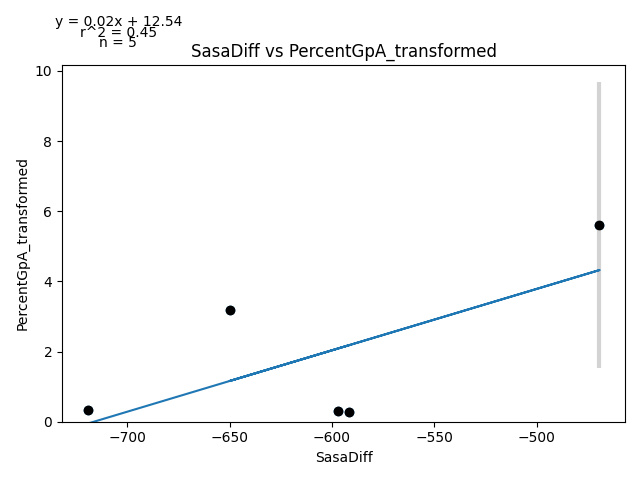 y = 0.02x + 12.54
r^2 = 0.45
n = 5
SasaDiff vs PercentGpA_transformed
10
8
6
4
2
0
PercentGpA_transformed
−700
−650
−600
−550
−500
SasaDiff